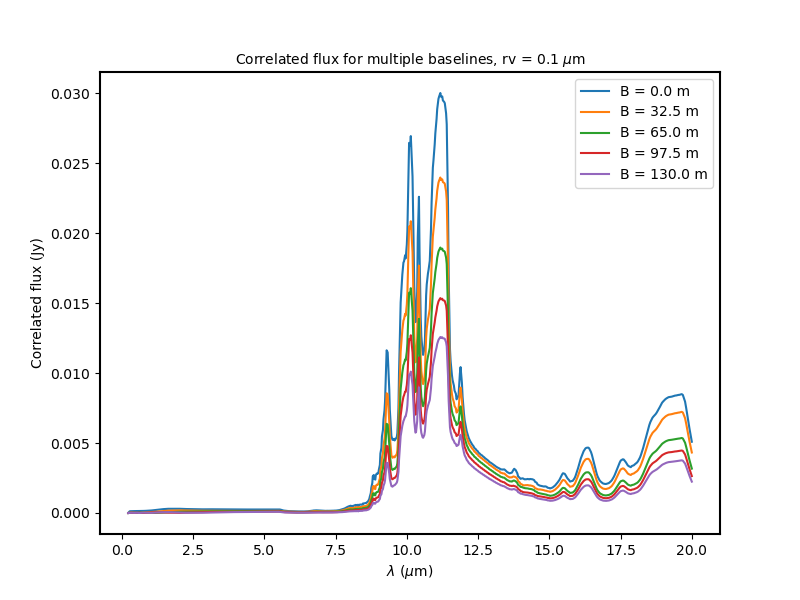 Correlated flux for multiple baselines, rv = 0.1 μm
0.030
0.025
0.020
0.015
0.010
0.005
0.000
Correlated flux (Jy)
B = 0.0 m
B = 32.5 m
B = 65.0 m
B = 97.5 m
B = 130.0 m
0.0 2.5 5.0 7.5 10.0 12.5 15.0 17.5 20.0
λ (μm)